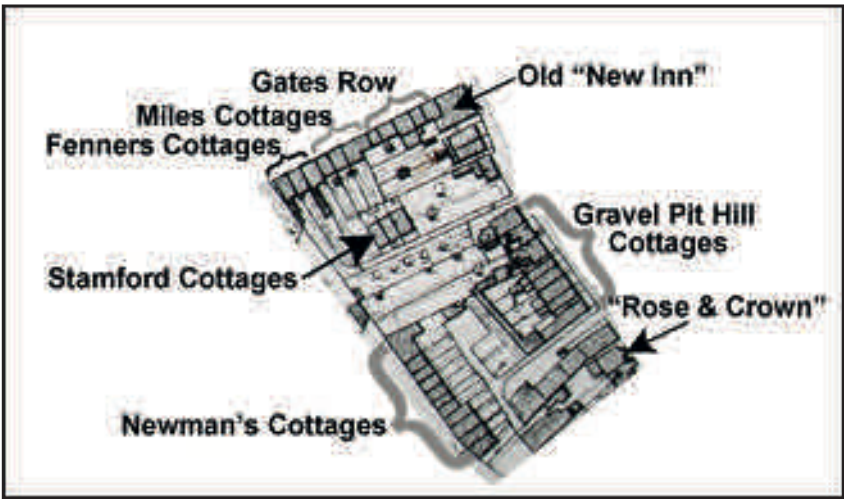 Gates Row
Old “New Inn”
Miles Cottages
Fenners Cottages
Gravel Pit Hill
Cottages
Stamford Cottages
“Rose & Crown”
Newman’s Cottages